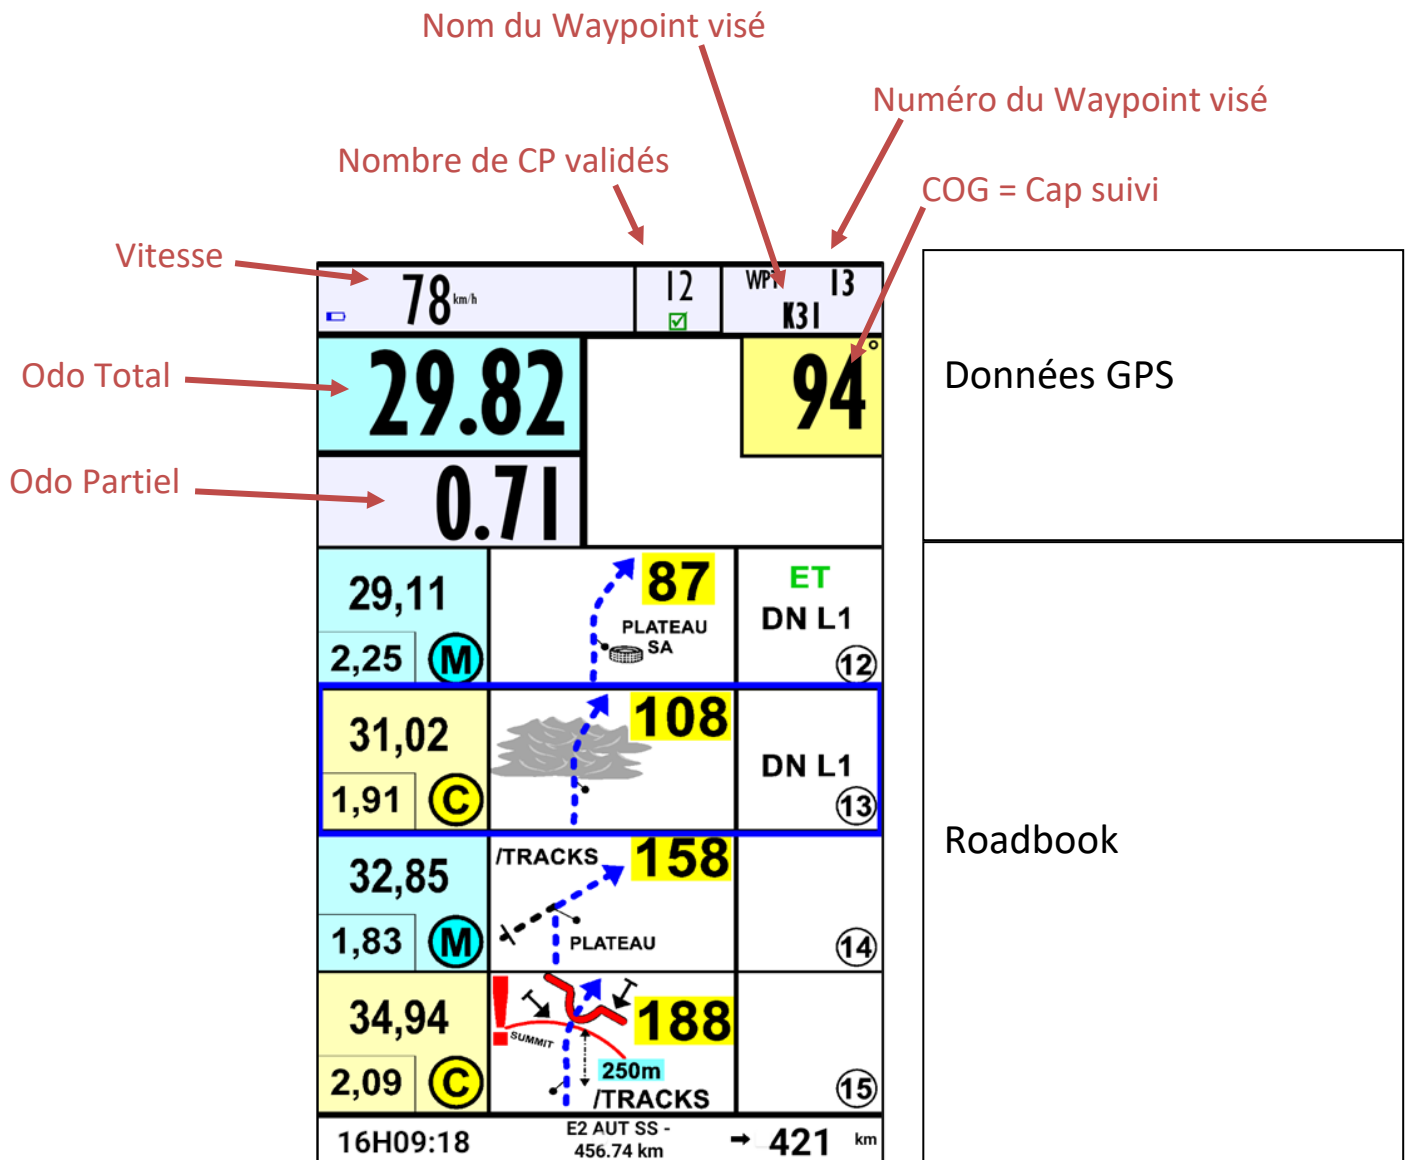 Nom du Waypoint visé
Numéro du Waypoint visé
Nombre de CP validés
COG = Cap suivi
Vitesse
78 km/h
12
WPT 13
K31
Odo Total
29.82
94°
Données GPS
Odo Partiel
0.71
29,11
2,25 M
87
PLATEAU
SA
ET
DN L1
12
31,02
1,91 C
108
DN L1
13
32,85
1,83 M
/TRACKS 158
PLATEAU
14
Roadbook
34,94
2,09 C
! 188
SUMMIT
250m
/TRACKS
15
16H09:18
E2 AUT SS -
456.74 km
→ 421 km